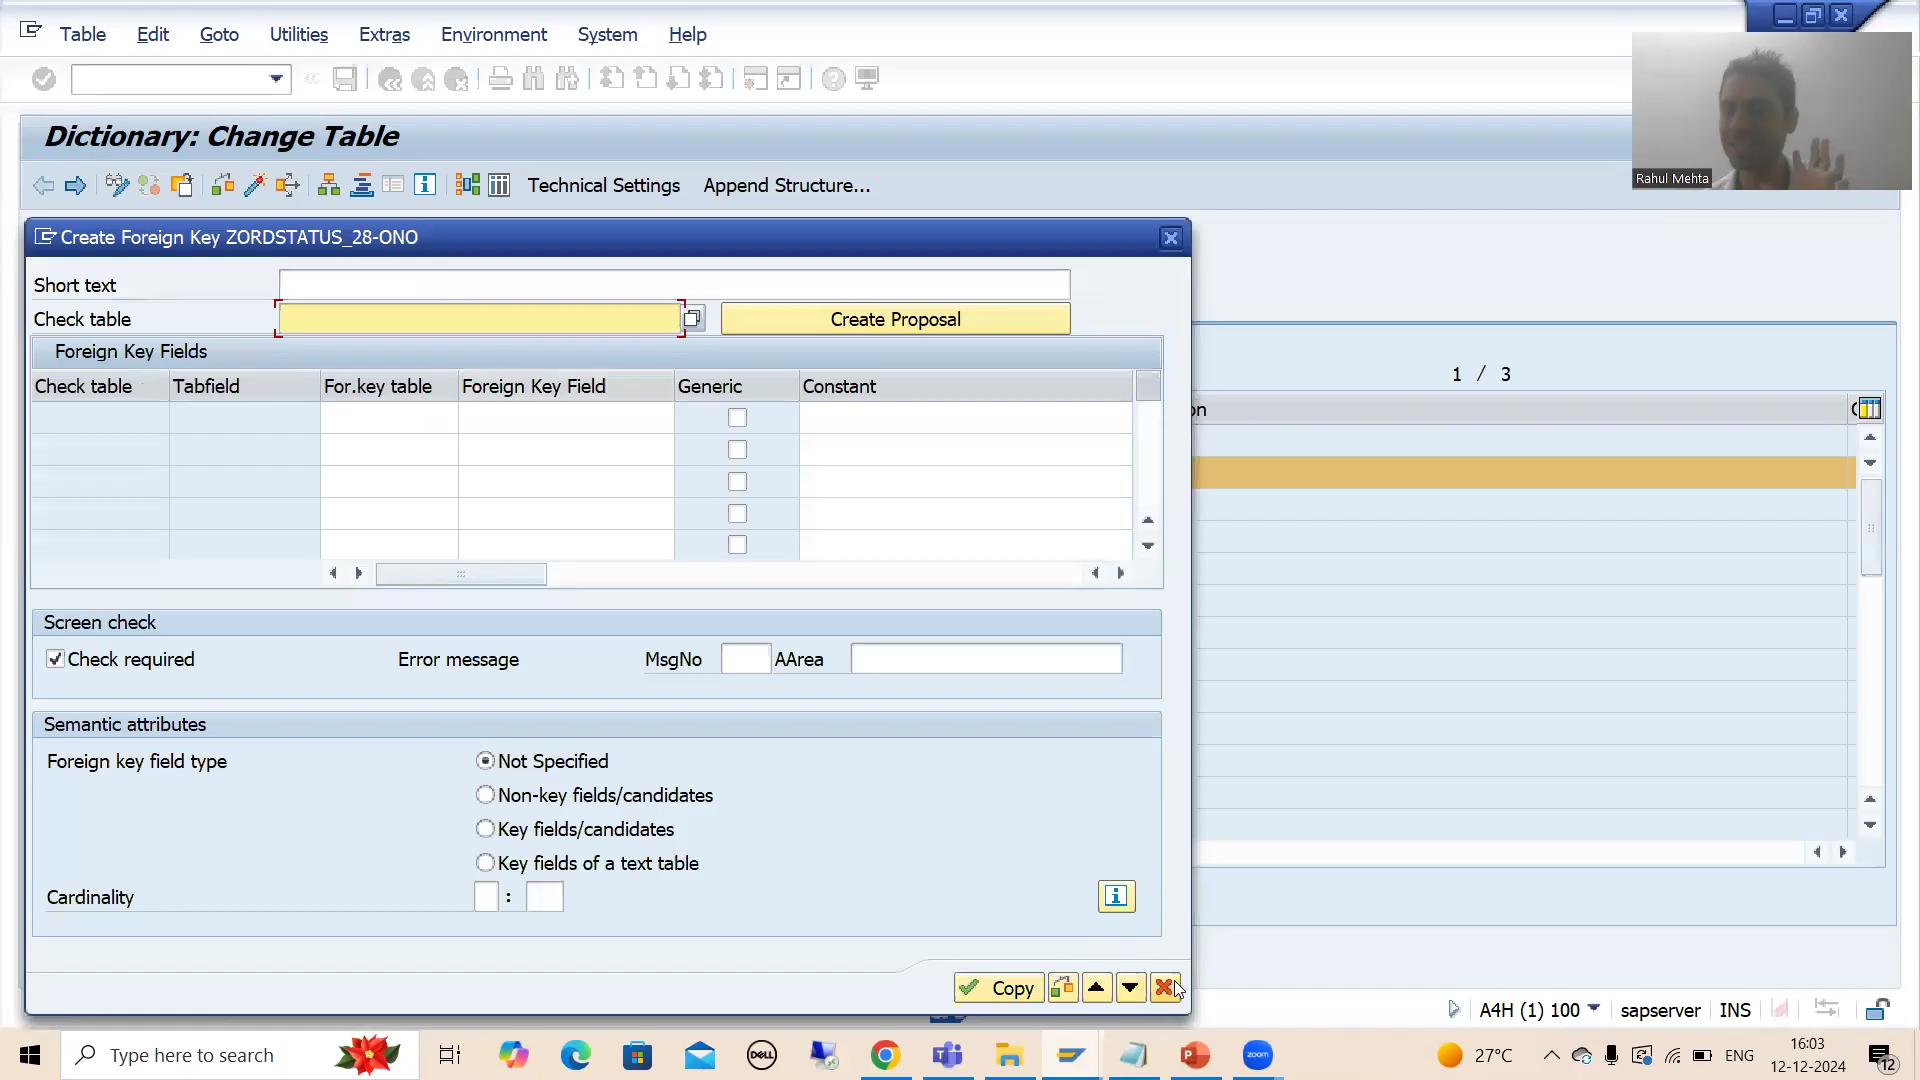 Table Edit Goto Utilities Extras Environment System Help
Rahul Mehta
Dictionary: Change Table
Technical Settings Append Structure...
Create Foreign Key ZORDSTATUS_28-ONO
Short text
Check table Create Proposal
Foreign Key Fields
1 / 3
Check table Tabfield For.key table Foreign Key Field Generic Constant
on
Screen check
Check required Error message MsgNo AArea
Semantic attributes
Foreign key field type Not Specified
Non-key fields/candidates
Key fields/candidates
Key fields of a text table
Cardinality :
Copy
A4H (1) 100 sapserver INS
Type here to search
DELL
zoom
27°C
ENG
16:03
12-12-2024
12